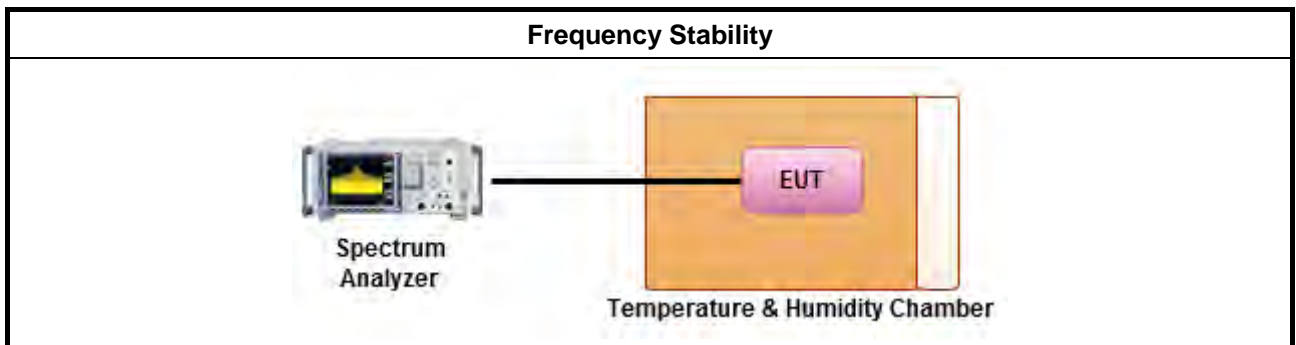 Frequency Stability
EUT
Spectrum
Analyzer
Temperature & Humidity Chamber